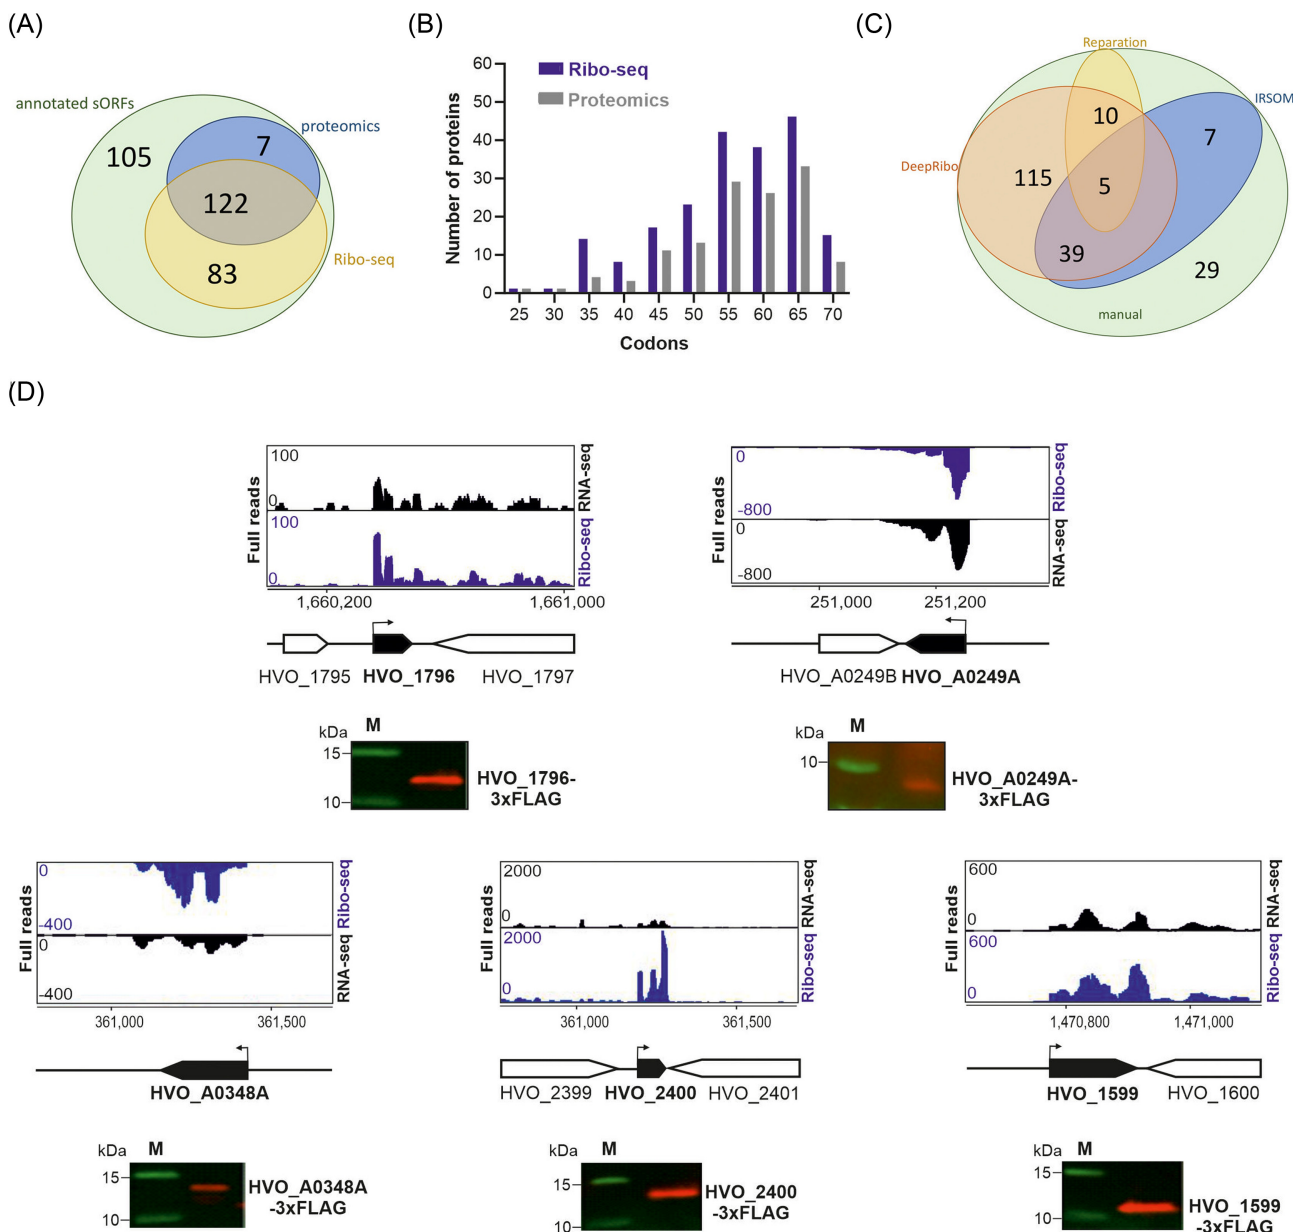 (A)
annotated sORFs
proteomics
Ribo-seq
105
7
122
83
(B)
Ribo-seq
Proteomics
Number of proteins
60
50
40
30
20
10
0
25 30 35 40 45 50 55 60 65 70
Codons
(C)
Reparation
IRSOM
DeepRibo
10
7
115
5
39
29
manual
(D)
Full reads
100
0
RNA-seq
100
0
Ribo-seq
1,660,200 1,661,000
HVO_1795 HVO_1796 HVO_1797
kDa M
15
10
HVO_1796-
3xFLAG
Full reads
0
-800
Ribo-seq
0
-800
RNA-seq
251,000 251,200
HVO_A0249B HVO_A0249A
kDa M
10
HVO_A0249A-
3xFLAG
Full reads
0
-400
Ribo-seq
0
-400
RNA-seq
361,000 361,500
HVO_A0348A
kDa M
15
10
HVO_A0348A
-3xFLAG
Full reads
2000
0
RNA-seq
2000
0
Ribo-seq
361,000 361,500
HVO_2399 HVO_2400 HVO_2401
kDa M
15
10
HVO_2400
-3xFLAG
Full reads
600
0
RNA-seq
600
0
Ribo-seq
1,470,800 1,471,000
HVO_1599 HVO_1600
kDa M
15
10
HVO_1599
-3xFLAG